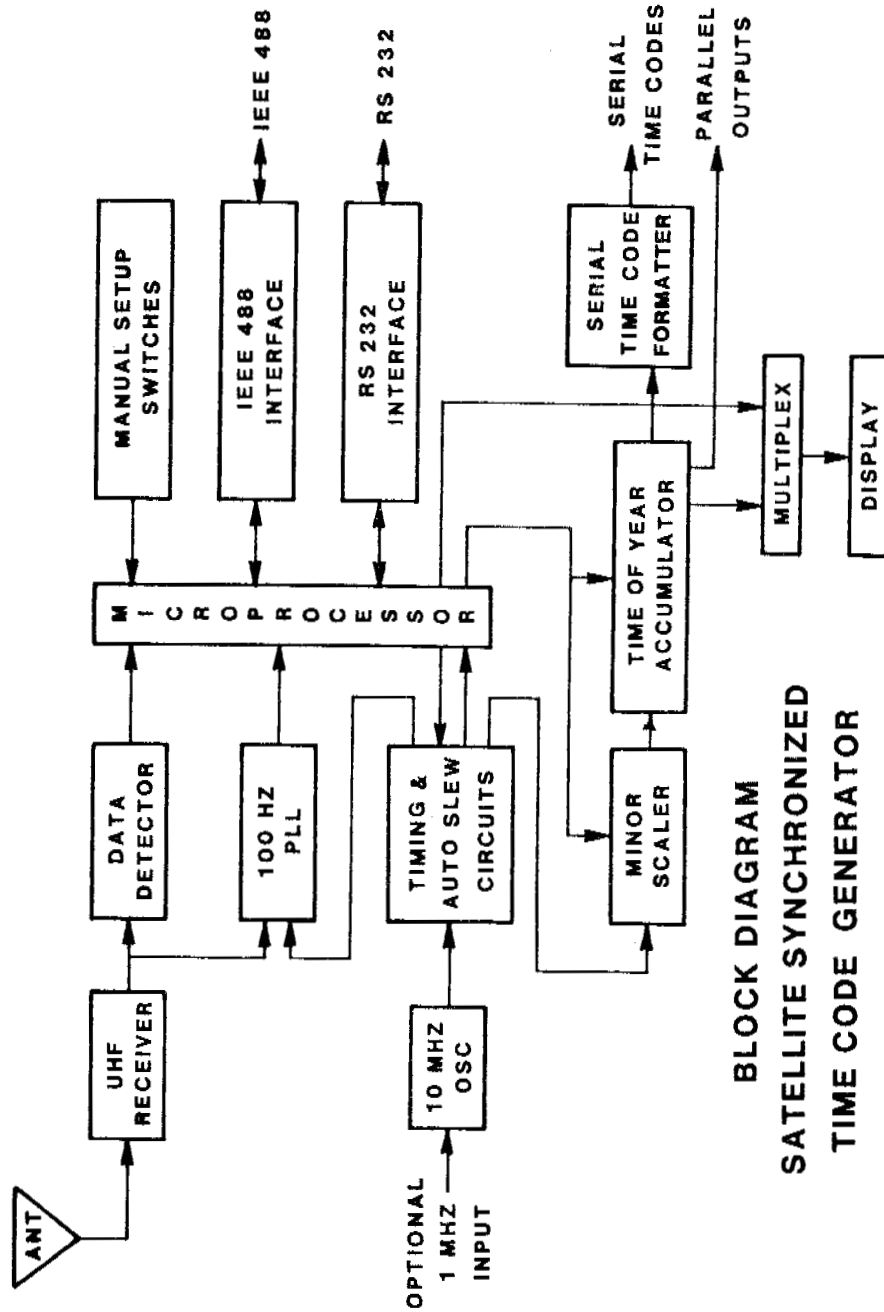 ANT
UHF
RECEIVER
DATA
DETECTOR
100 HZ
PLL
OPTIONAL
1 MHZ
INPUT
10 MHZ
OSC
TIMING &
AUTO SLEW
CIRCUITS
MICROPROCESSOR
MANUAL SETUP
SWITCHES
IEEE 488
INTERFACE
IEEE 488
RS 232
INTERFACE
RS 232
MINOR
SCALER
TIME OF YEAR
ACCUMULATOR
SERIAL
TIME CODE
FORMATTER
SERIAL
TIME CODES
PARALLEL
OUTPUTS
MULTIPLEX
DISPLAY
BLOCK DIAGRAM
SATELLITE SYNCHRONIZED
TIME CODE GENERATOR